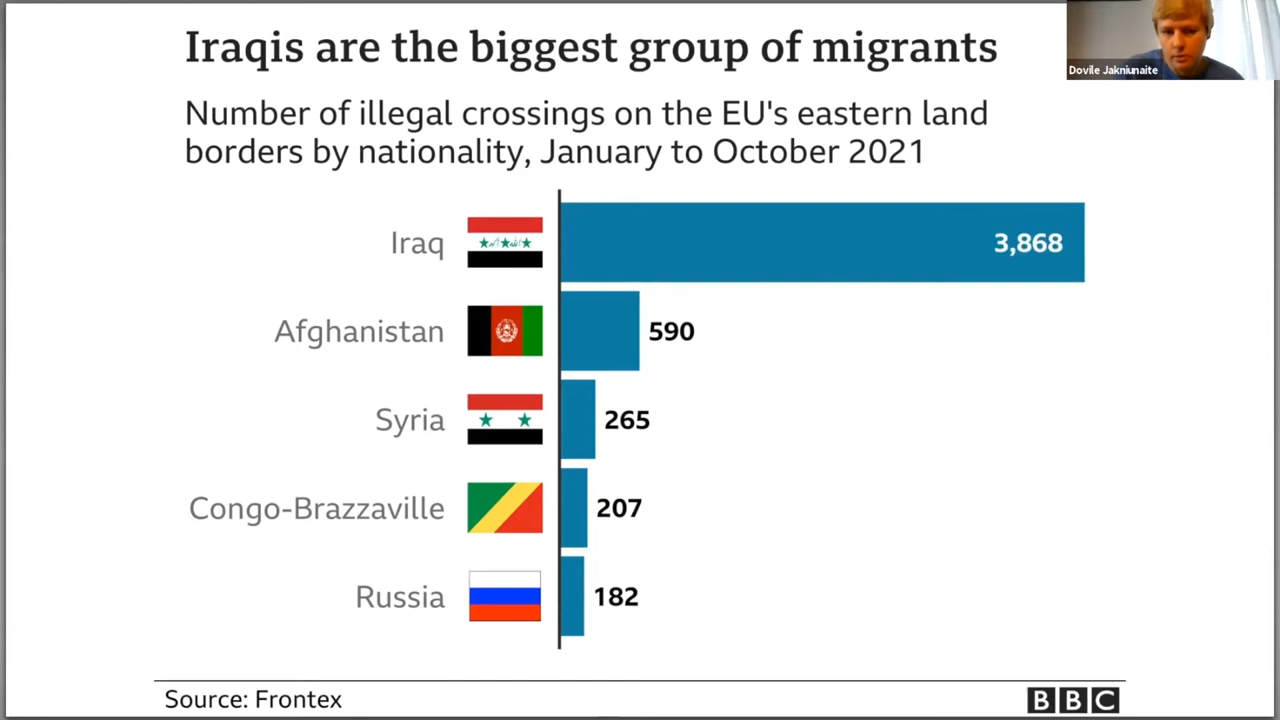 Iraqis are the biggest group of migrants
Dovile Jakniunaite
Number of illegal crossings on the EU's eastern land
borders by nationality, January to October 2021
Iraq 3,868
Afghanistan 590
Syria 265
Congo-Brazzaville 207
Russia 182
Source: Frontex
BBC